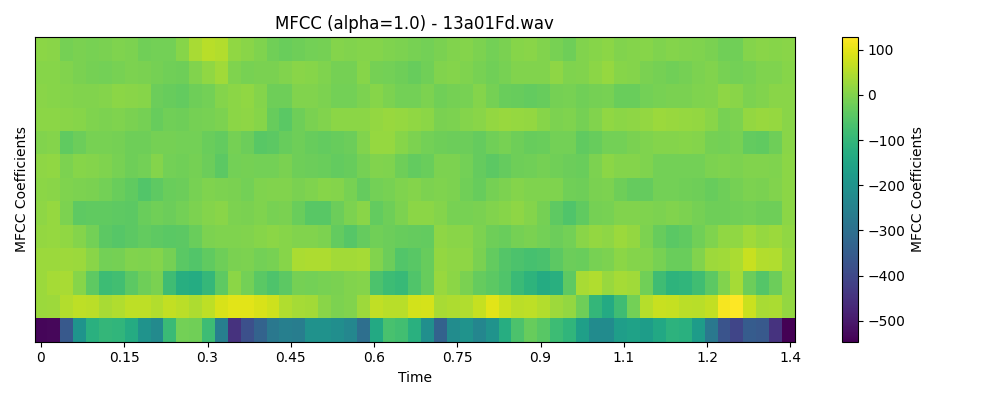 MFCC (alpha=1.0) - 13a01Fd.wav
MFCC Coefficients
0 0.15 0.3 0.45 0.6 0.75 0.9 1.1 1.2 1.4
Time
100
0
−100
−200
−300
−400
−500
MFCC Coefficients